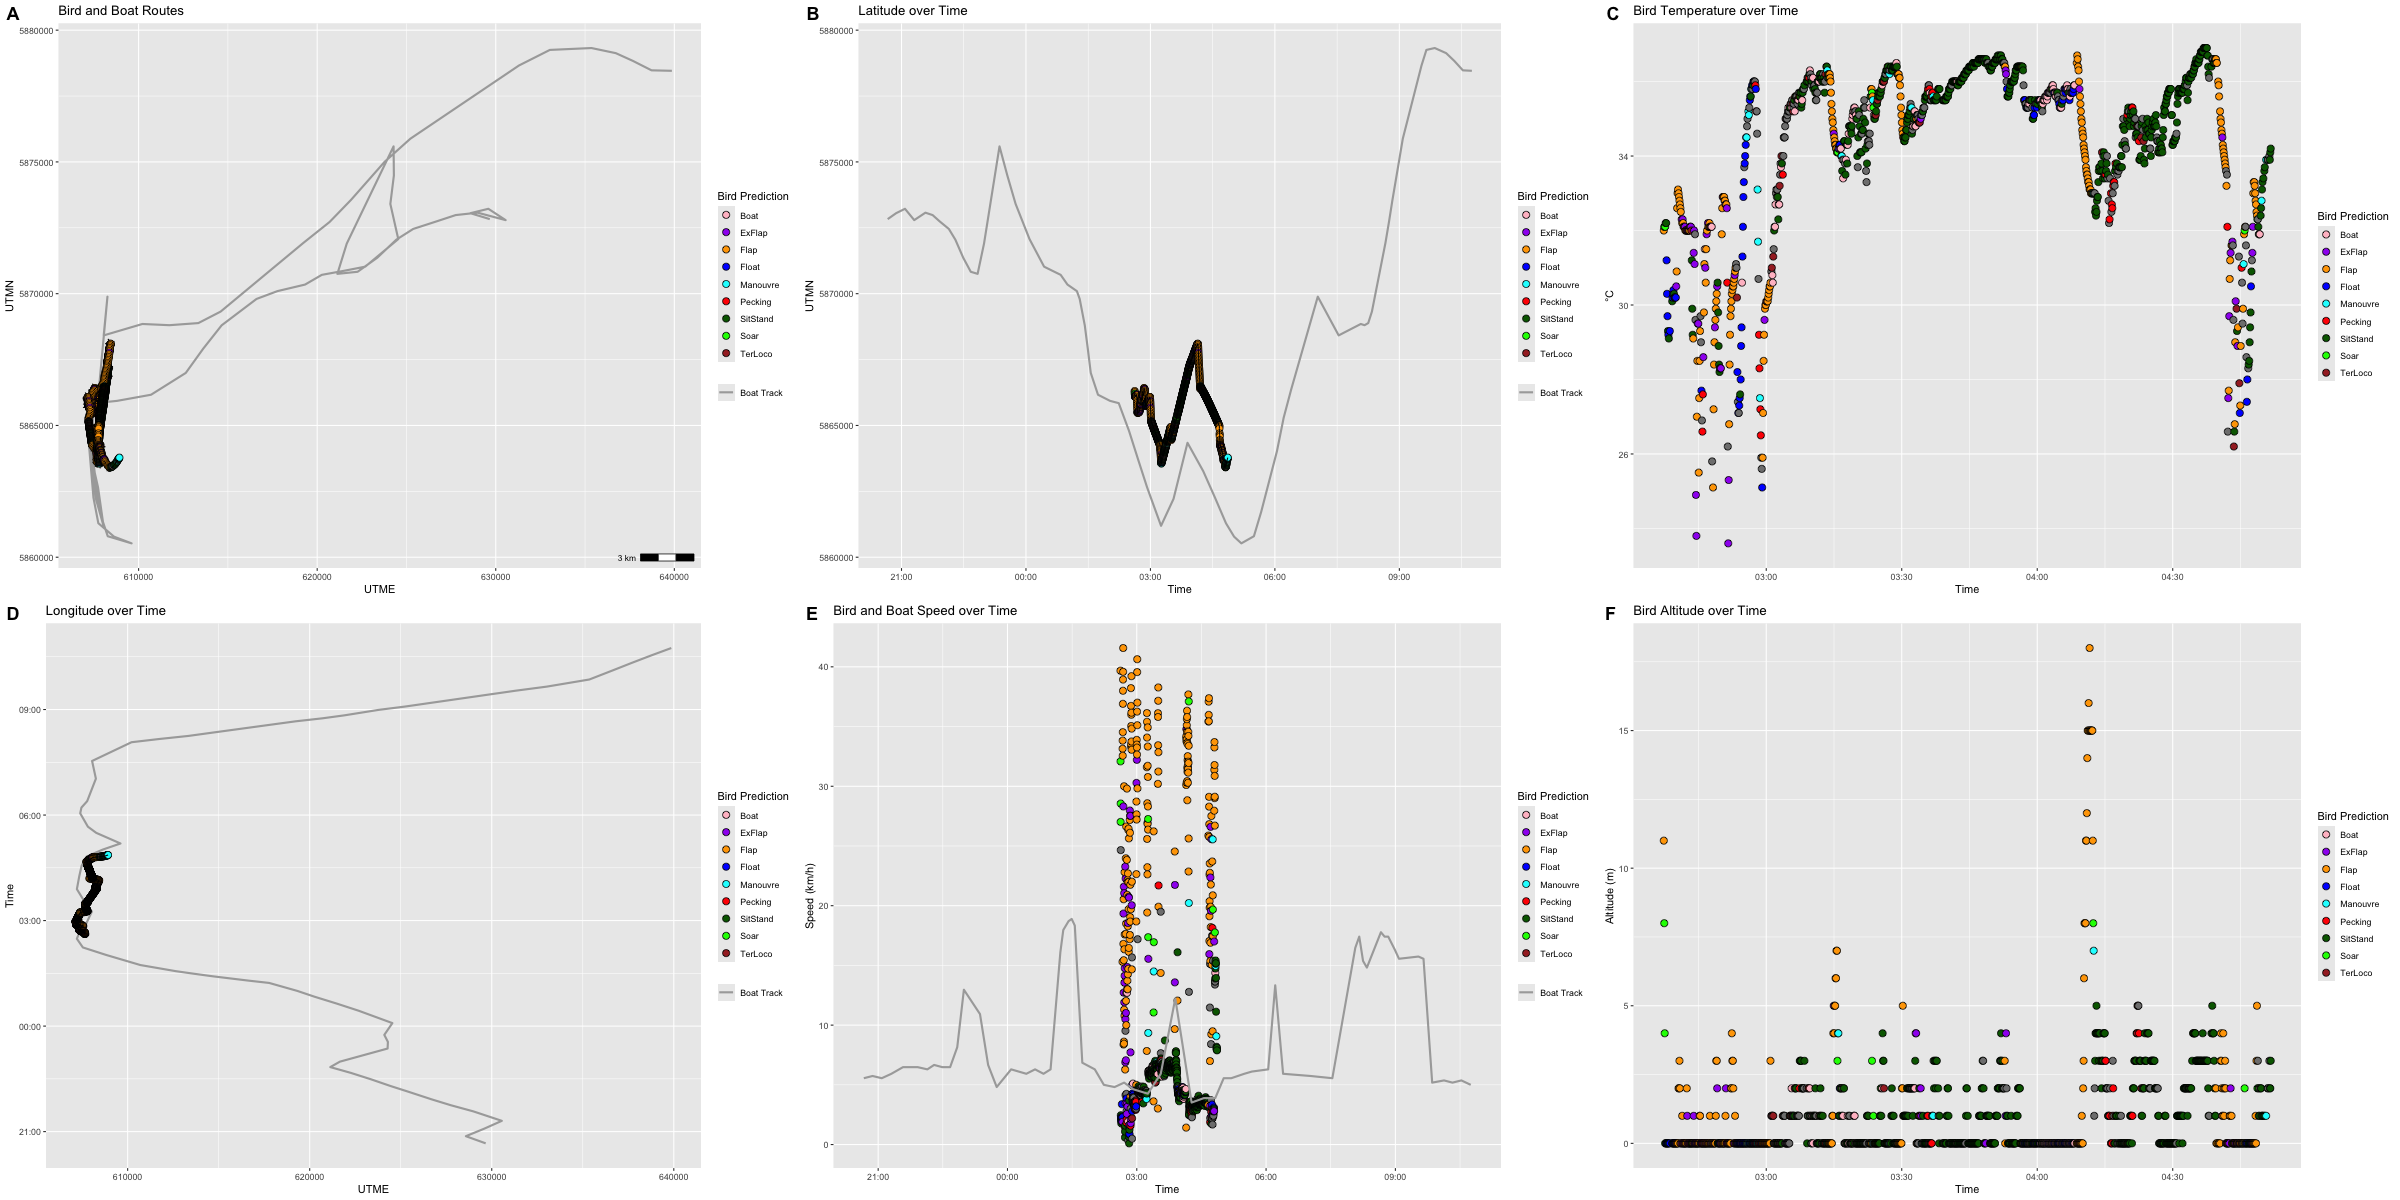 A Bird and Boat Routes
5880000
5875000
5870000
5865000
5860000
UTMN
610000 620000 630000 640000
UTME
3 km
Bird Prediction
Boat
ExFlap
Flap
Float
Manouvre
Pecking
SitStand
Soar
TerLoco
Boat Track
B Latitude over Time
5880000
5875000
5870000
5865000
5860000
UTMN
21:00 00:00 03:00 06:00 09:00
Time
Bird Prediction
Boat
ExFlap
Flap
Float
Manouvre
Pecking
SitStand
Soar
TerLoco
Boat Track
C Bird Temperature over Time
34
30
26
°C
03:00 03:30 04:00 04:30
Time
Bird Prediction
Boat
ExFlap
Flap
Float
Manouvre
Pecking
SitStand
Soar
TerLoco
D Longitude over Time
09:00
06:00
03:00
00:00
21:00
Time
610000 620000 630000 640000
UTME
Bird Prediction
Boat
ExFlap
Flap
Float
Manouvre
Pecking
SitStand
Soar
TerLoco
Boat Track
E Bird and Boat Speed over Time
40
30
20
10
0
Speed (km/h)
21:00 00:00 03:00 06:00 09:00
Time
Bird Prediction
Boat
ExFlap
Flap
Float
Manouvre
Pecking
SitStand
Soar
TerLoco
Boat Track
F Bird Altitude over Time
15
10
5
0
Altitude (m)
03:00 03:30 04:00 04:30
Time
Bird Prediction
Boat
ExFlap
Flap
Float
Manouvre
Pecking
SitStand
Soar
TerLoco